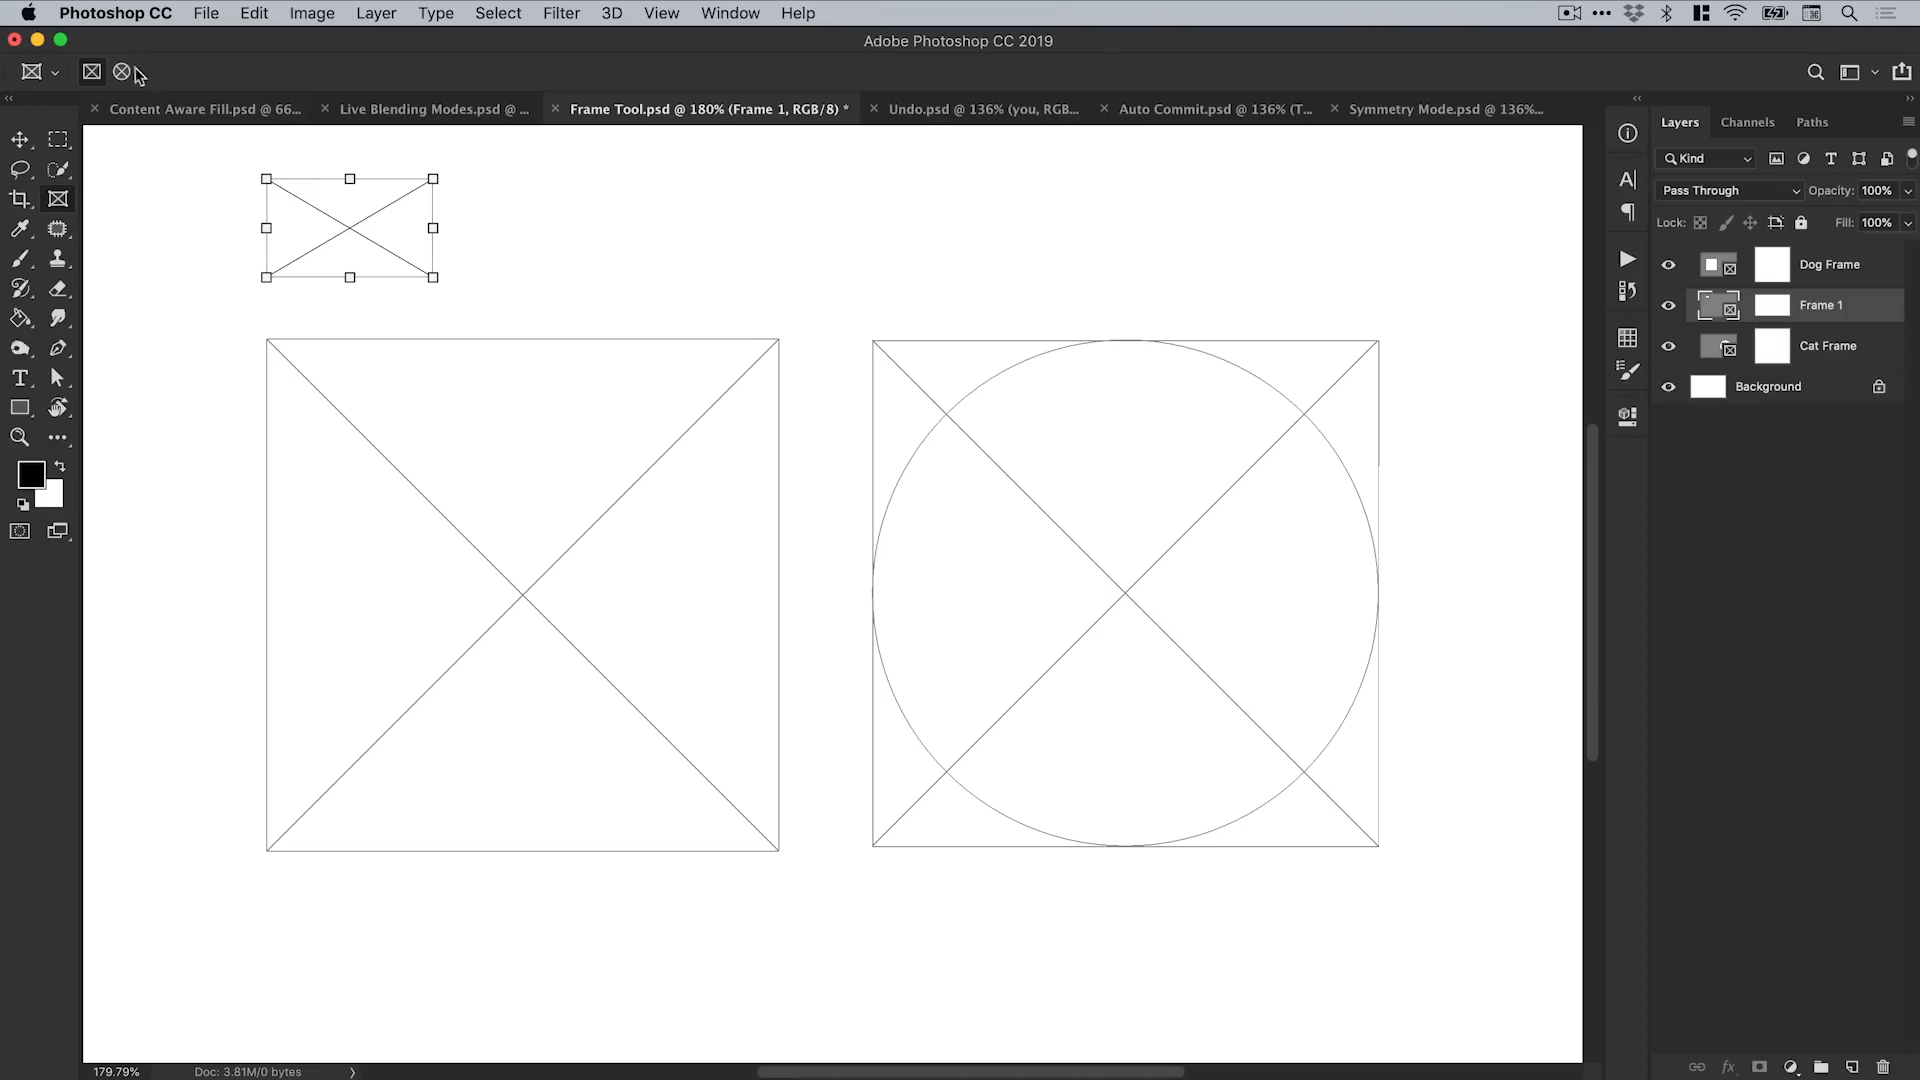 Photoshop CC File Edit Image Layer Type Select Filter 3D View Window Help
Adobe Photoshop CC 2019
Content Aware Fill.psd @ 66... Live Blending Modes.psd @ ... Frame Tool.psd @ 180% (Frame 1, RGB/8) * Undo.psd @ 136% (you, RGB... Auto Commit.psd @ 136% (T... Symmetry Mode.psd @ 136%...
Layers Channels Paths
Kind
Pass Through Opacity: 100%
Lock: Fill: 100%
Dog Frame
Frame 1
Cat Frame
Background
179.79% Doc: 3.81M/0 bytes